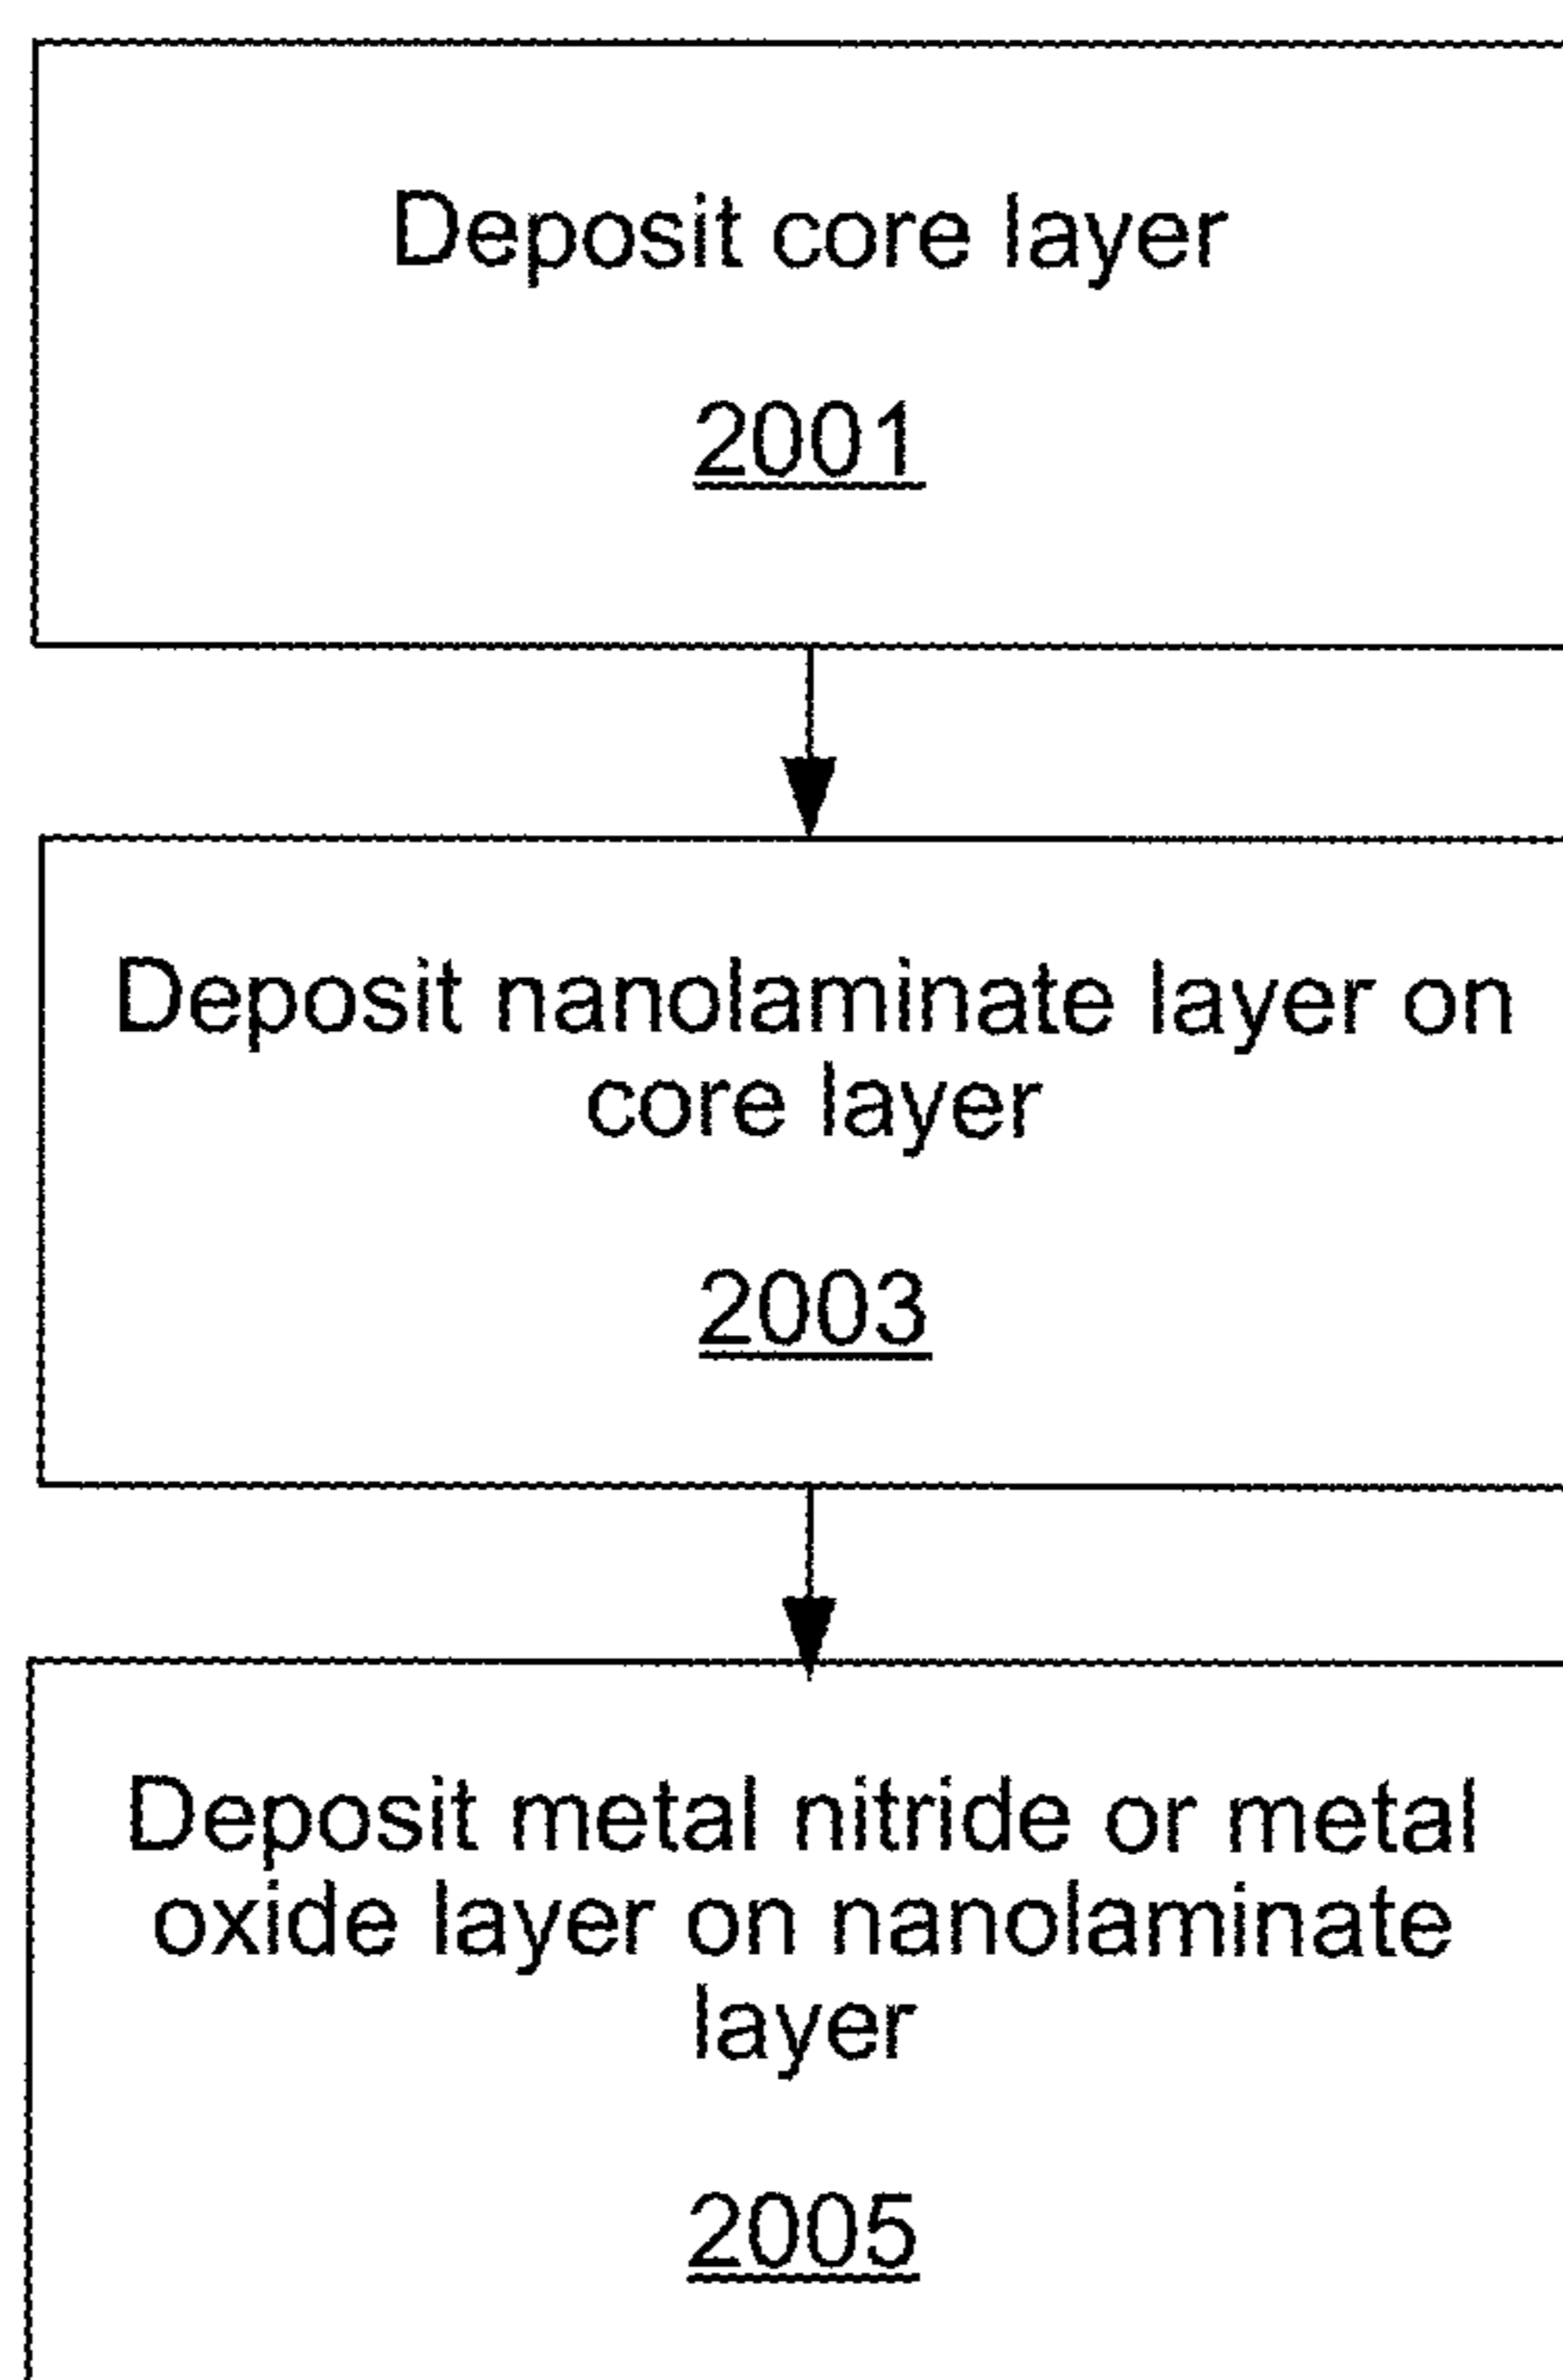 Deposit core layer
2001
Deposit nanolaminate layer on
core layer
2003
Deposit metal nitride or metal
oxide layer on nanolaminate
layer
2005